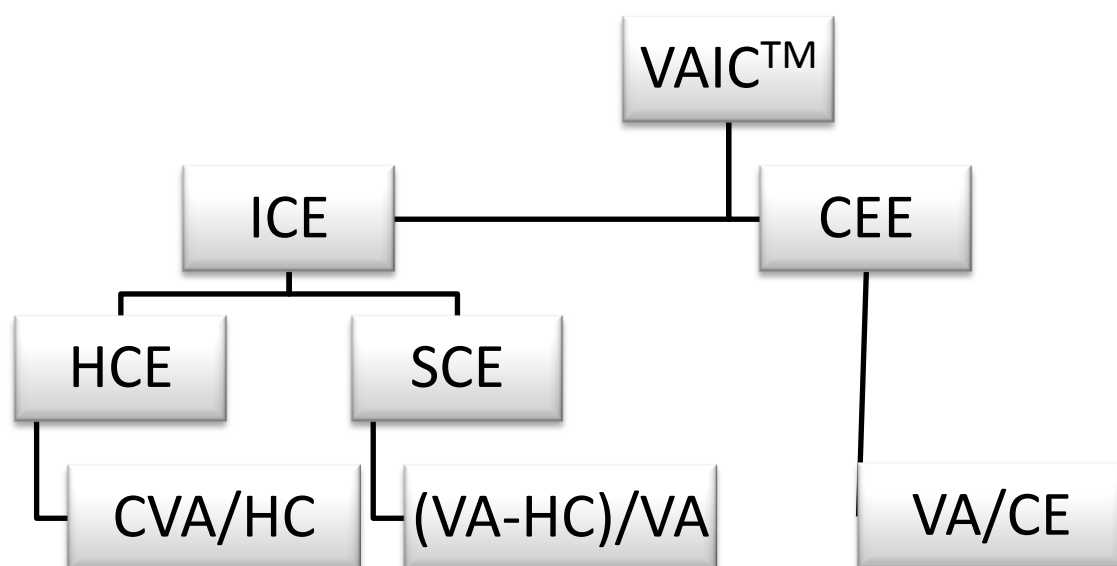 VAIC™
ICE
CEE
HCE
SCE
CVA/HC
(VA-HC)/VA
VA/CE